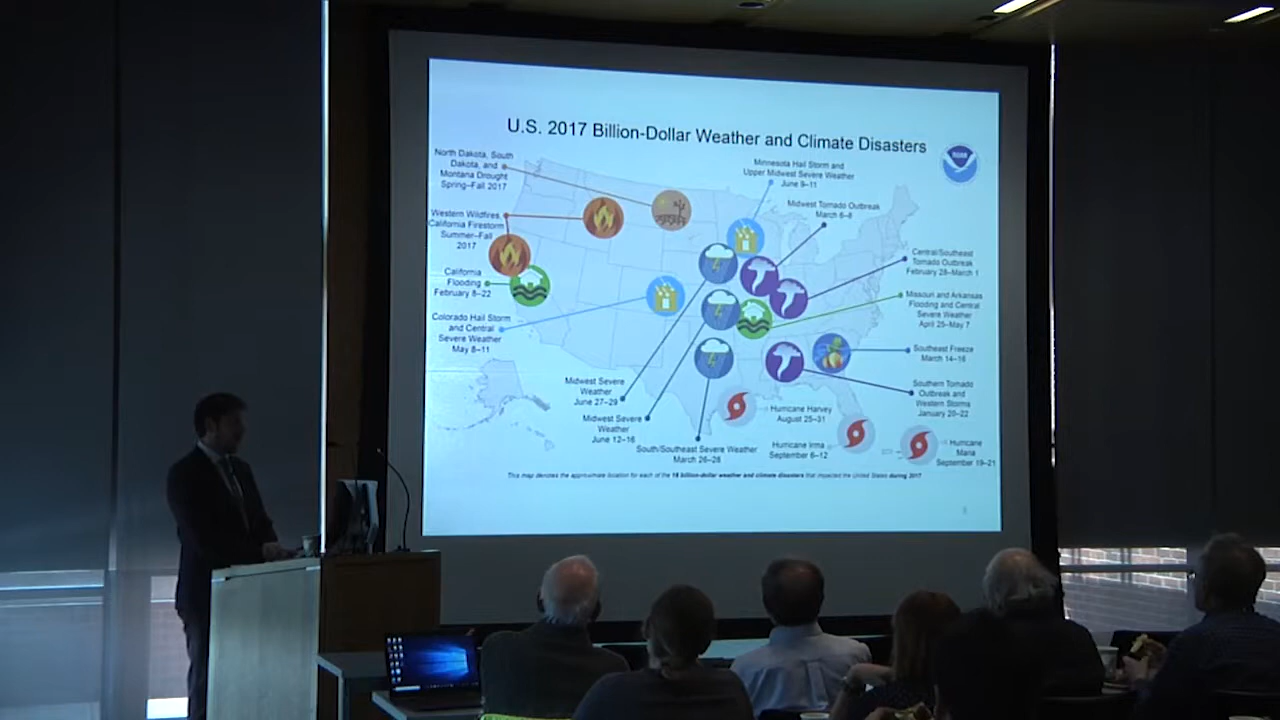 U.S. 2017 Billion-Dollar Weather and Climate Disasters
NOAA
North Dakota, South
Dakota, and
Montana Drought
Spring–Fall 2017
Western Wildfires,
California Firestorm
Summer–Fall
2017
California
Flooding
February 8–22
Colorado Hail Storm
and Central
Severe Weather
May 8–11
Minnesota Hail Storm and
Upper Midwest Severe Weather
June 9–11
Midwest Tornado Outbreak
March 6–8
Central/Southeast
Tornado Outbreak
February 28–March 1
Missouri and Arkansas
Flooding and Central
Severe Weather
April 25–May 7
Southeast Freeze
March 14–16
Southern Tornado
Outbreak and
Western Storms
January 20–22
Midwest Severe
Weather
June 27–29
Midwest Severe
Weather
June 12–16
South/Southeast Severe Weather
March 26–28
Hurricane Harvey
August 25–31
Hurricane Irma
September 6–12
Hurricane
Maria
September 19–21
This map denotes the approximate location for each of the 16 billion-dollar weather and climate disasters that impacted the United States during 2017